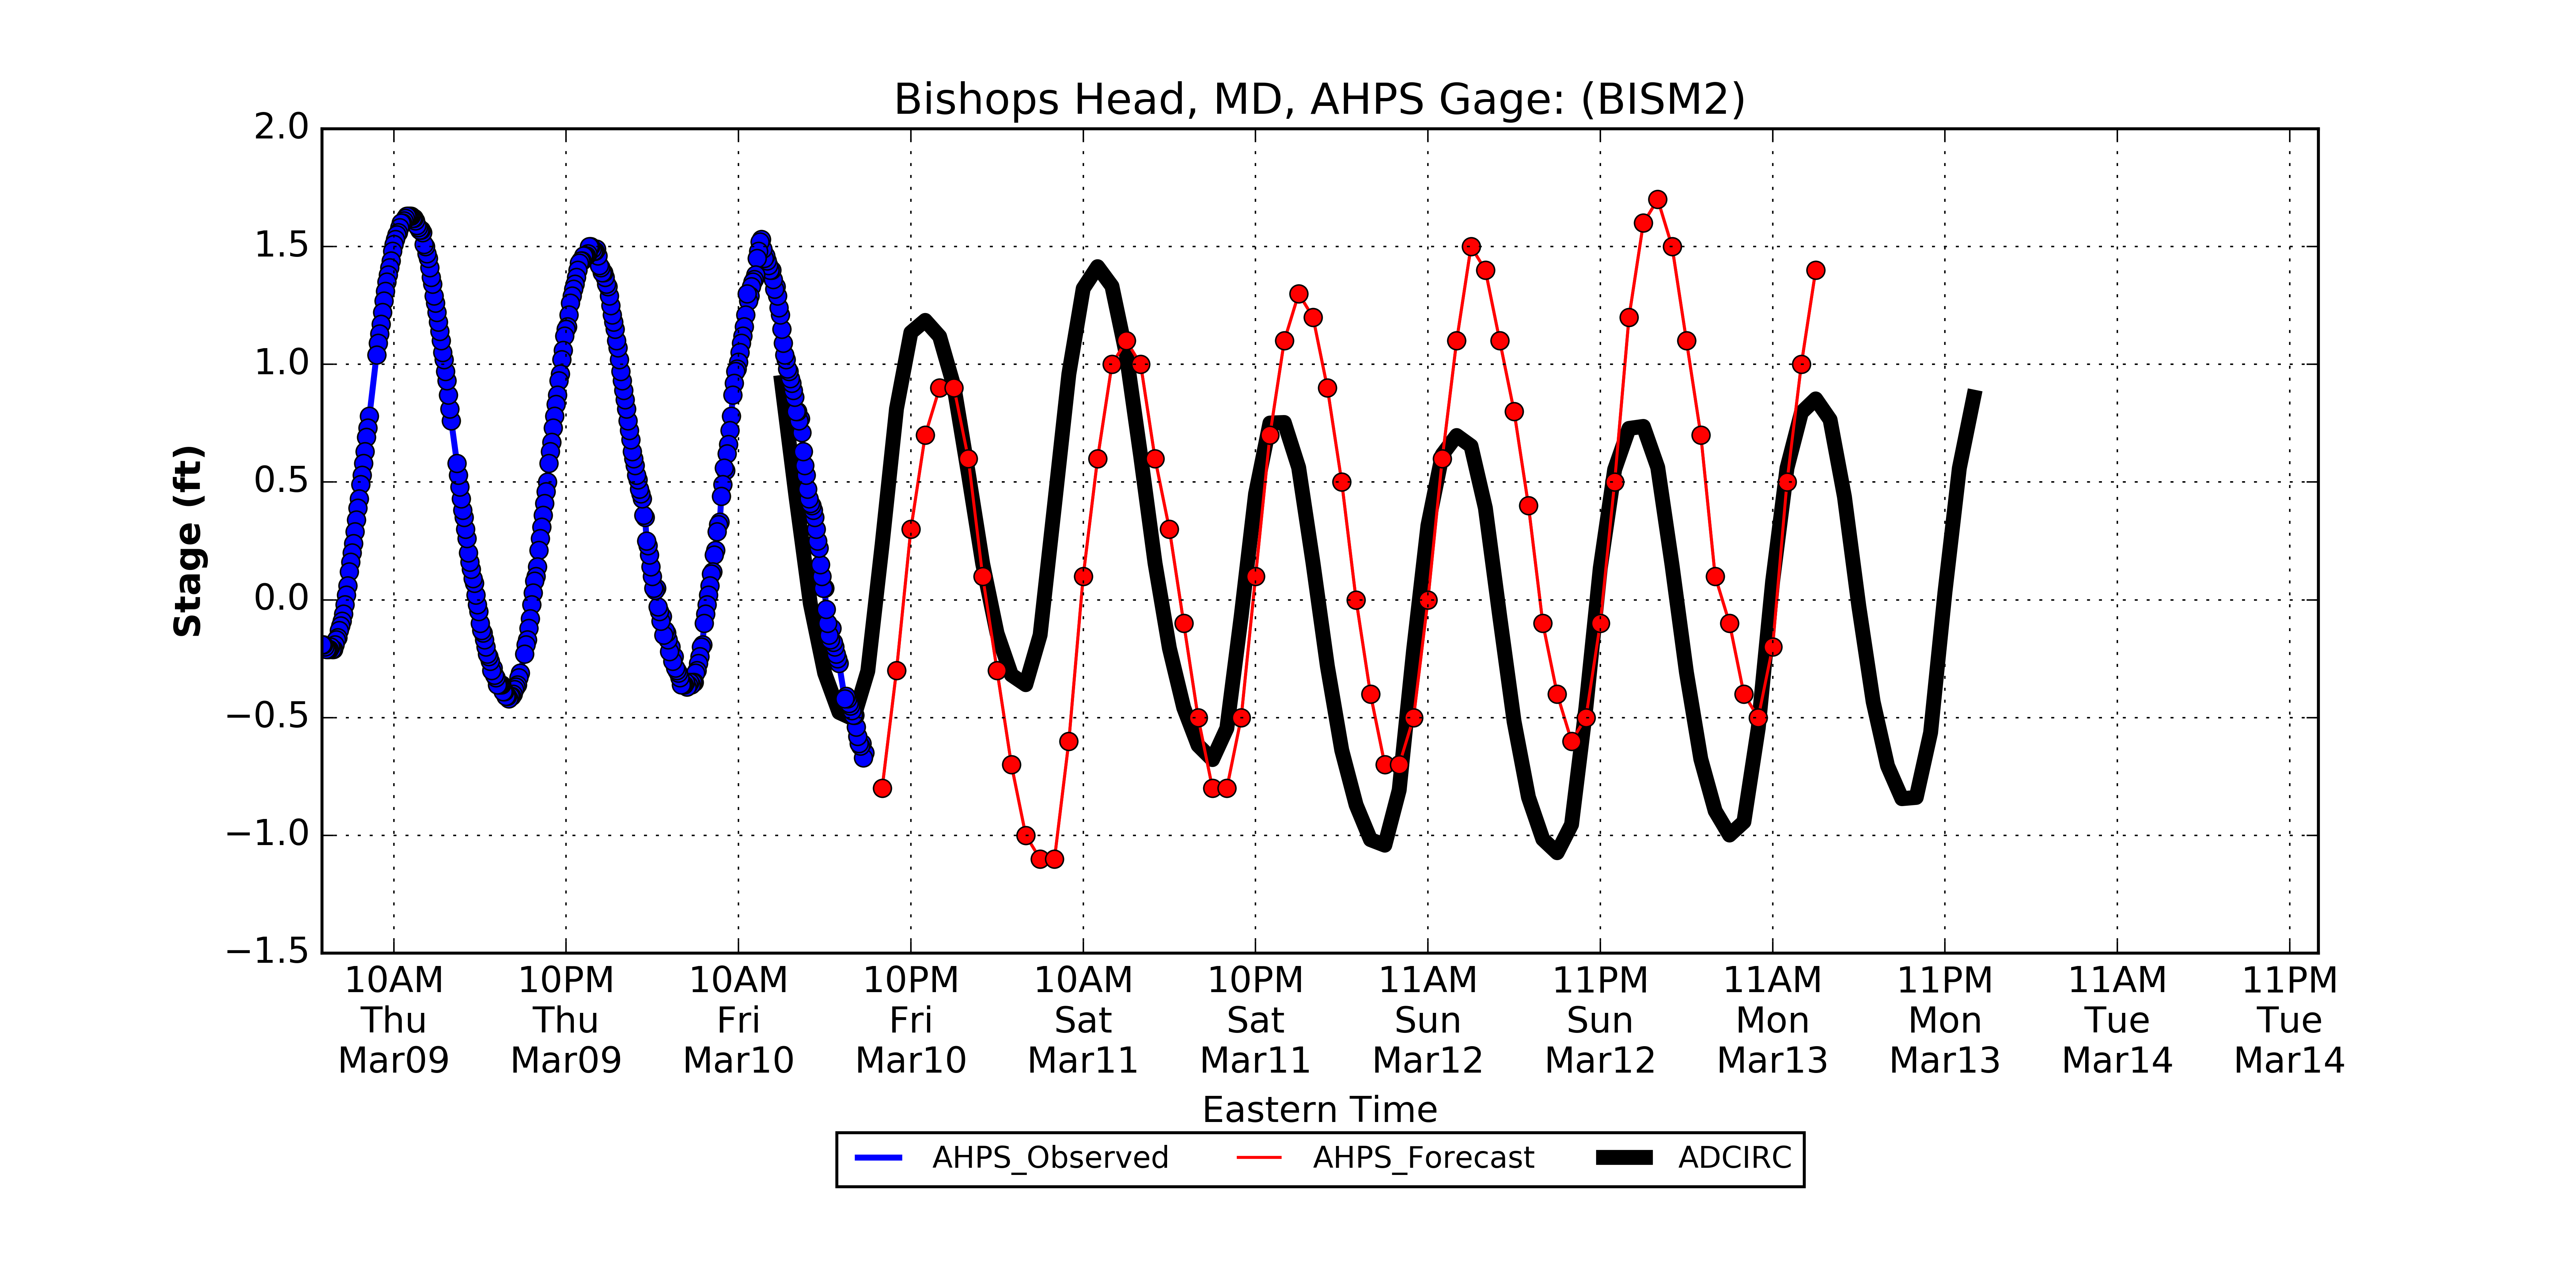 Bishops Head, MD, AHPS Gage: (BISM2)
2.0
1.5
1.0
0.5
0.0
−0.5
−1.0
−1.5
Stage (ft)
10AM 10PM 10AM 10PM 10AM 10PM 11AM 11PM 11AM 11PM 11AM 11PM
Thu Thu Fri Fri Sat Sat Sun Sun Mon Mon Tue Tue
Mar09 Mar09 Mar10 Mar10 Mar11 Mar11 Mar12 Mar12 Mar13 Mar13 Mar14 Mar14
Eastern Time
AHPS_Observed AHPS_Forecast ADCIRC